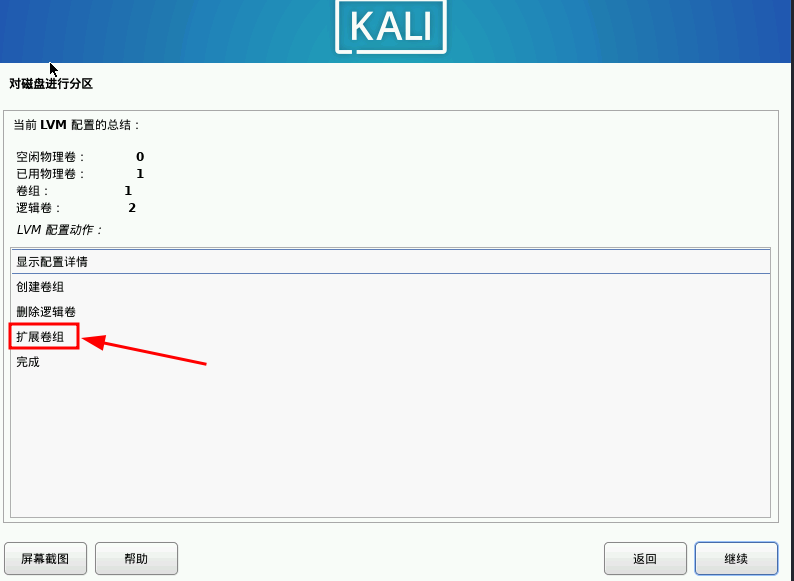 KALI
对磁盘进行分区
当前 LVM 配置的总结：
空闲物理卷： 0
已用物理卷： 1
卷组： 1
逻辑卷： 2
LVM 配置动作：
显示配置详情
创建卷组
删除逻辑卷
扩展卷组
完成
屏幕截图 帮助 返回 继续